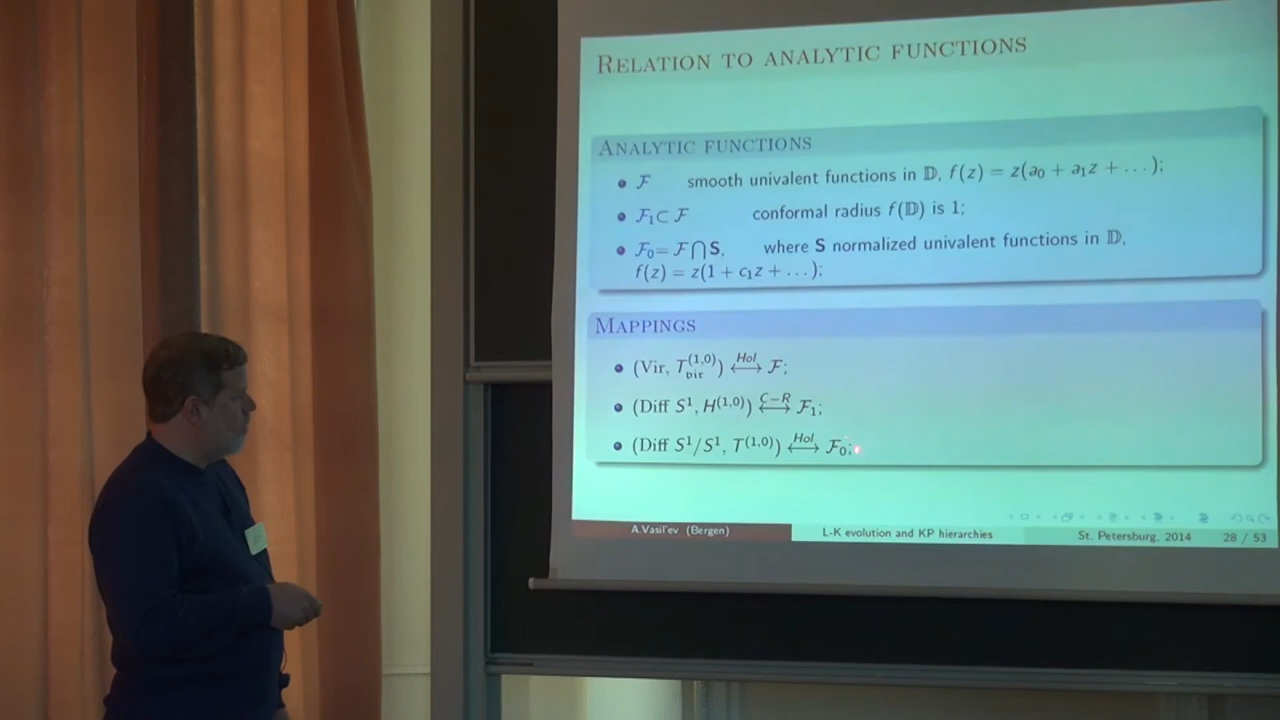 RELATION TO ANALYTIC FUNCTIONS
ANALYTIC FUNCTIONS
• ℱ smooth univalent functions in 𝔻, f(z) = z(a₀ + a₁z + ...);
• ℱ₁ ⊂ ℱ conformal radius f(𝔻) is 1;
• ℱ₀ = ℱ ⋂ S, where S normalized univalent functions in 𝔻,
f(z) = z(1 + c₁z + ...);
MAPPINGS
• (Vir, T_𝔳𝔦𝔯^(1,0)) ⟷^Hol ℱ;
• (Diff S¹, H^(1,0)) ⟷^C−R ℱ₁;
• (Diff S¹/S¹, T^(1,0)) ⟷^Hol ℱ₀;
A.Vasil'ev (Bergen) L-K evolution and KP hierarchies St. Petersburg, 2014 28 / 53